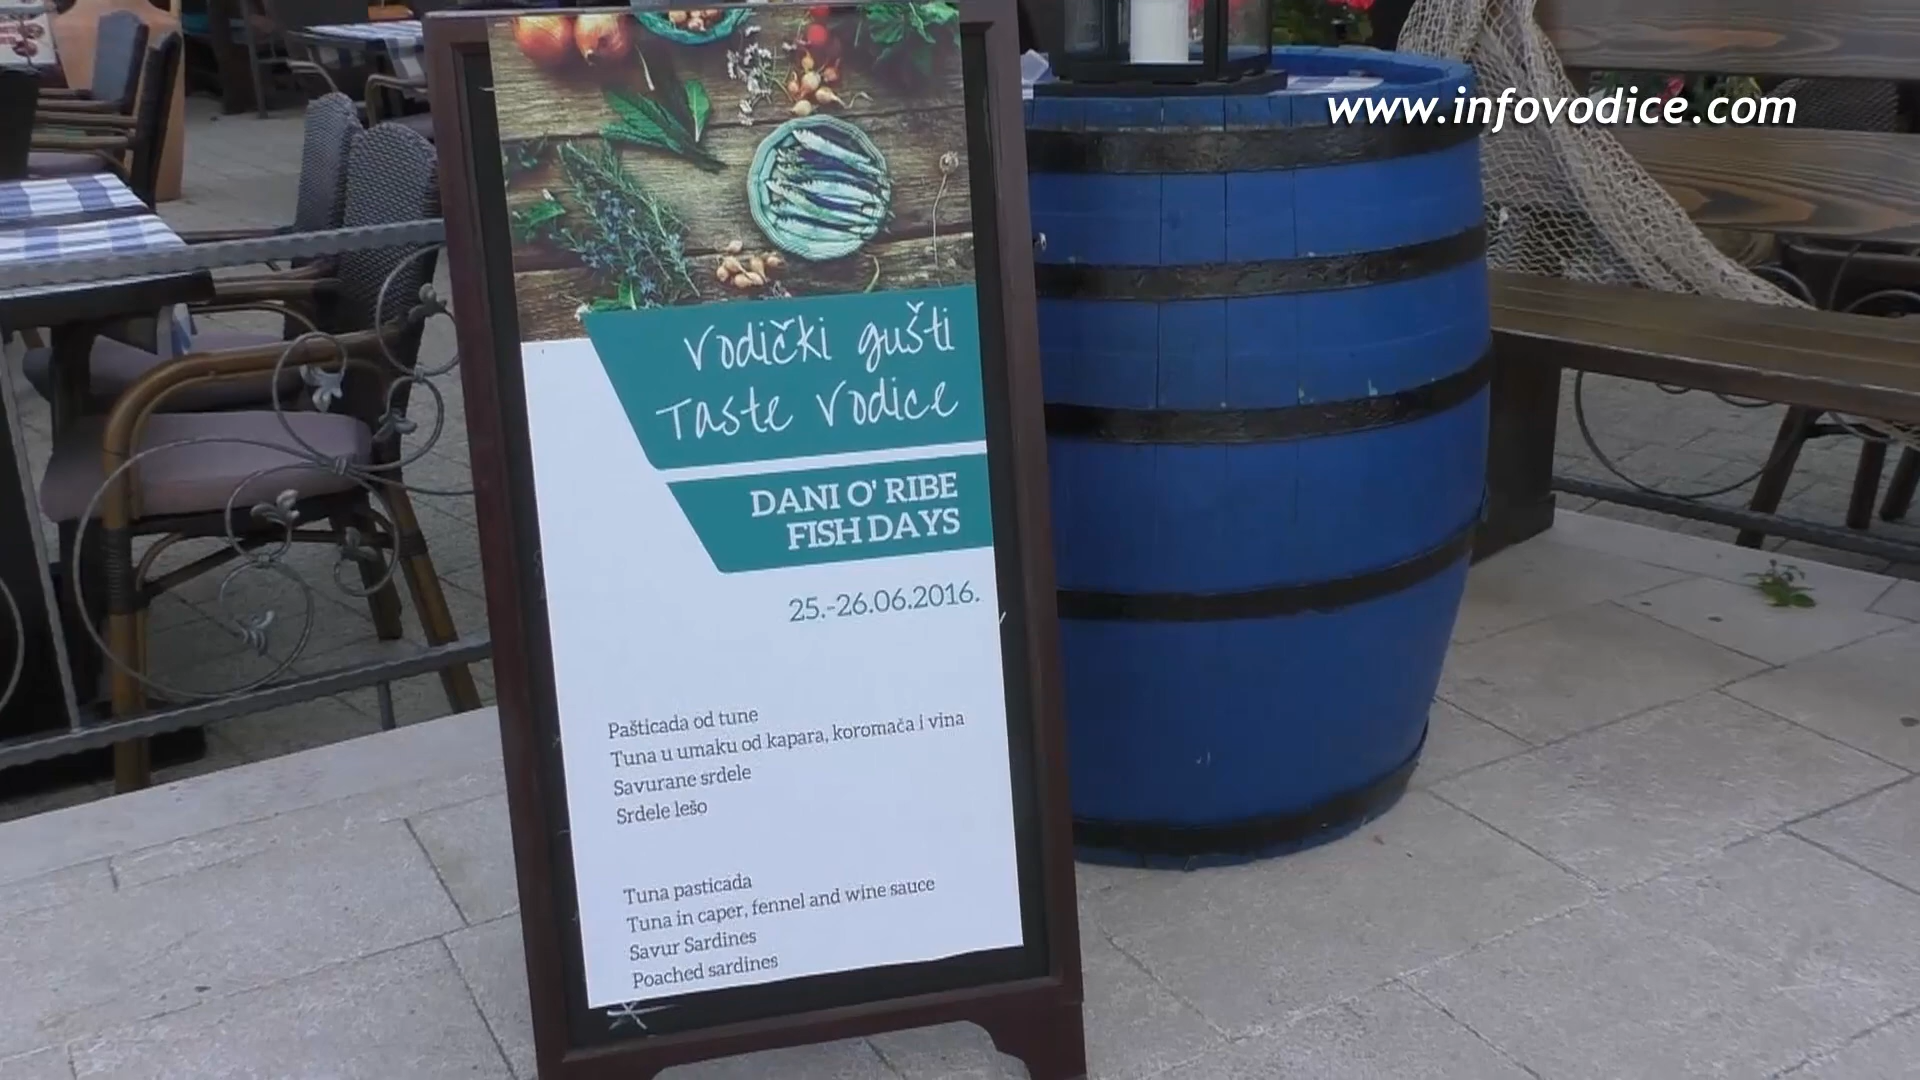 www.infovodice.com
Vodički gušti
Taste Vodice
DANI O' RIBE
FISH DAYS
25.-26.06.2016.
Pašticada od tune
Tuna u umaku od kapara, koromača i vina
Savurane srdele
Srdele lešo
Tuna pasticada
Tuna in caper, fennel and wine sauce
Savur Sardines
Poached sardines